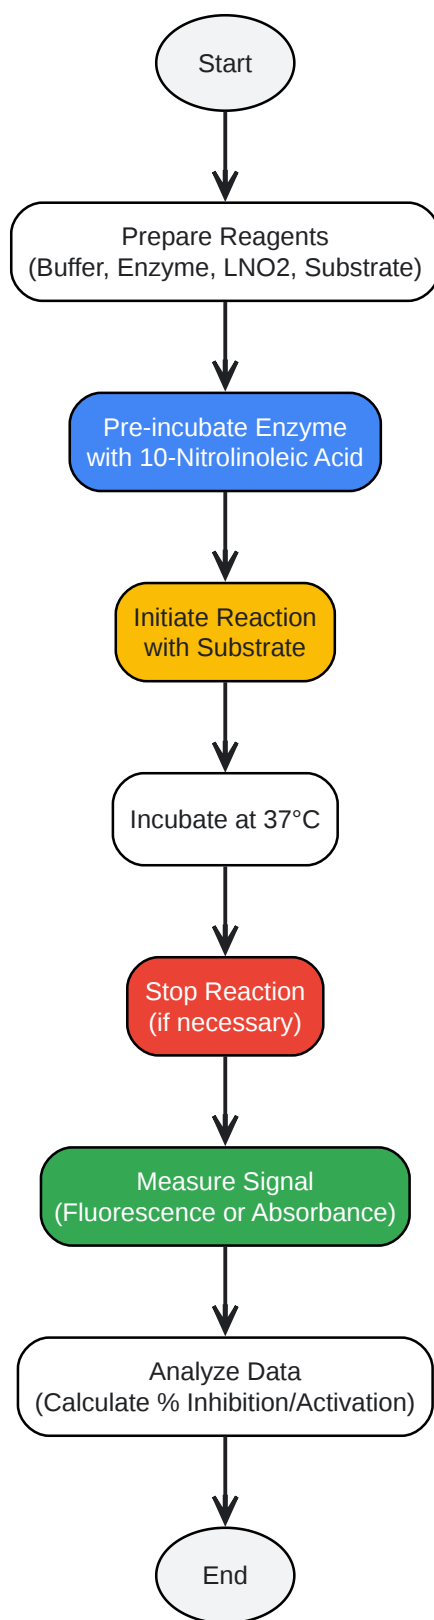 Start
Prepare Reagents
(Buffer, Enzyme, LNO2, Substrate)
Pre-incubate Enzyme
with 10-Nitrolinoleic Acid
Initiate Reaction
with Substrate
Incubate at 37°C
Stop Reaction
(if necessary)
Measure Signal
(Fluorescence or Absorbance)
Analyze Data
(Calculate % Inhibition/Activation)
End